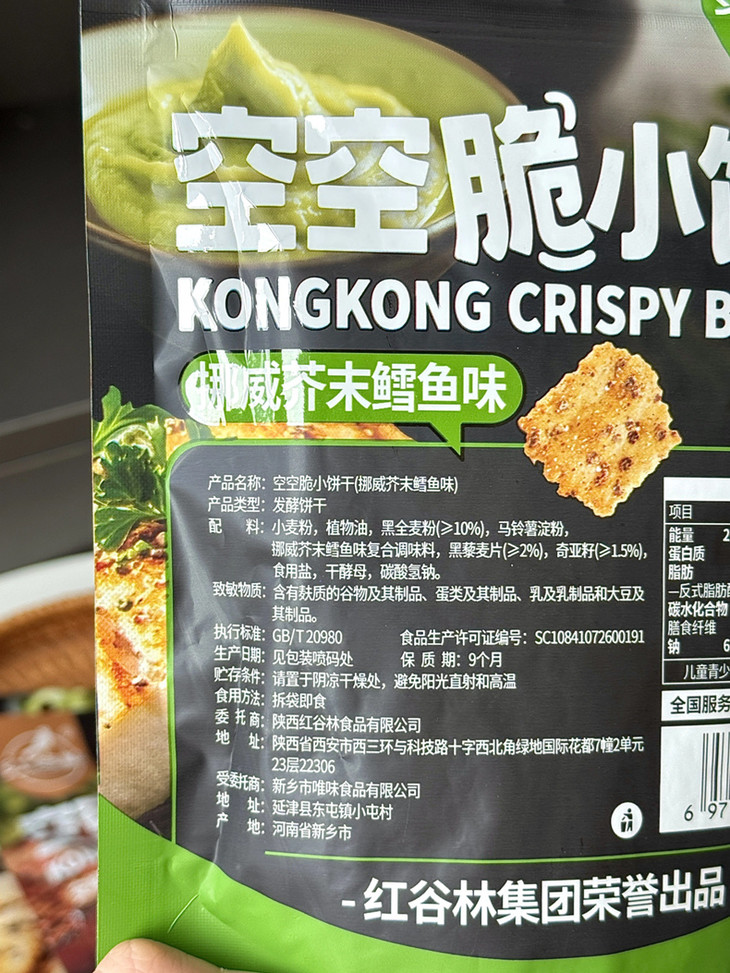 空空脆小饼
KONGKONG CRISPY B
挪威芥末鳕鱼味
产品名称：空空脆小饼干(挪威芥末鳕鱼味)
产品类型：发酵饼干
配 料：小麦粉，植物油，黑全麦粉(≥10%)，马铃薯淀粉，
挪威芥末鳕鱼味复合调味料，黑藜麦片(≥2%)，奇亚籽(≥1.5%)，
食用盐，干酵母，碳酸氢钠。
致敏物质：含有麸质的谷物及其制品、蛋类及其制品、乳及乳制品和大豆及
其制品。
执行标准：GB/T 20980 食品生产许可证编号：SC10841072600191
生产日期：见包装喷码处 保 质 期：9个月
贮存条件：请置于阴凉干燥处，避免阳光直射和高温
食用方法：拆袋即食
委 托 商：陕西红谷林食品有限公司
地 址：陕西省西安市西三环与科技路十字西北角绿地国际花都7幢2单元
23层22306
受委托商：新乡市唯味食品有限公司
地 址：延津县东屯镇小屯村
产 地：河南省新乡市
-红谷林集团荣誉出品
项目
能量 2
蛋白质
脂肪
—反式脂肪
碳水化合物
膳食纤维
钠 6
儿童青少
全国服务
6 97